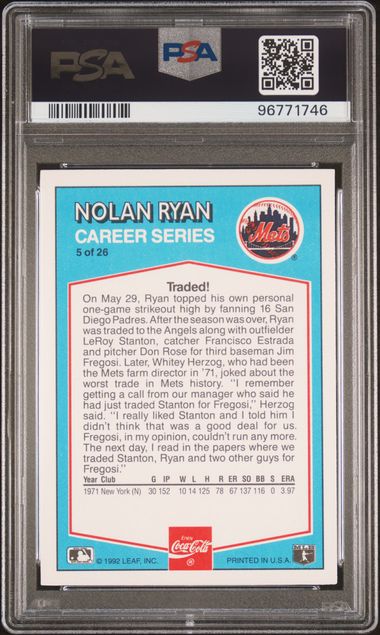 PSA PSA
96771746
NOLAN RYAN
CAREER SERIES
5 of 26
Mets
®
Traded!
On May 29, Ryan topped his own personal
one-game strikeout high by fanning 16 San
Diego Padres. After the season was over, Ryan
was traded to the Angels along with outfielder
LeRoy Stanton, catcher Francisco Estrada
and pitcher Don Rose for third baseman Jim
Fregosi. Later, Whitey Herzog, who had been
the Mets farm director in '71, joked about the
worst trade in Mets history. "I remember
getting a call from our manager who said he
had just traded Stanton for Fregosi," Herzog
said. "I really liked Stanton and I told him I
didn't think that was a good deal for us.
Fregosi, in my opinion, couldn't run any more.
The next day, I read in the papers where we
traded Stanton, Ryan and two other guys for
Fregosi."
Year Club G IP W L H R ER SO BB S ERA
1971 New York (N) 30 152 10 14 125 78 67 137 116 0 3.97
Enjoy
Coca-Cola
®
© 1992 LEAF, INC. PRINTED IN U.S.A.